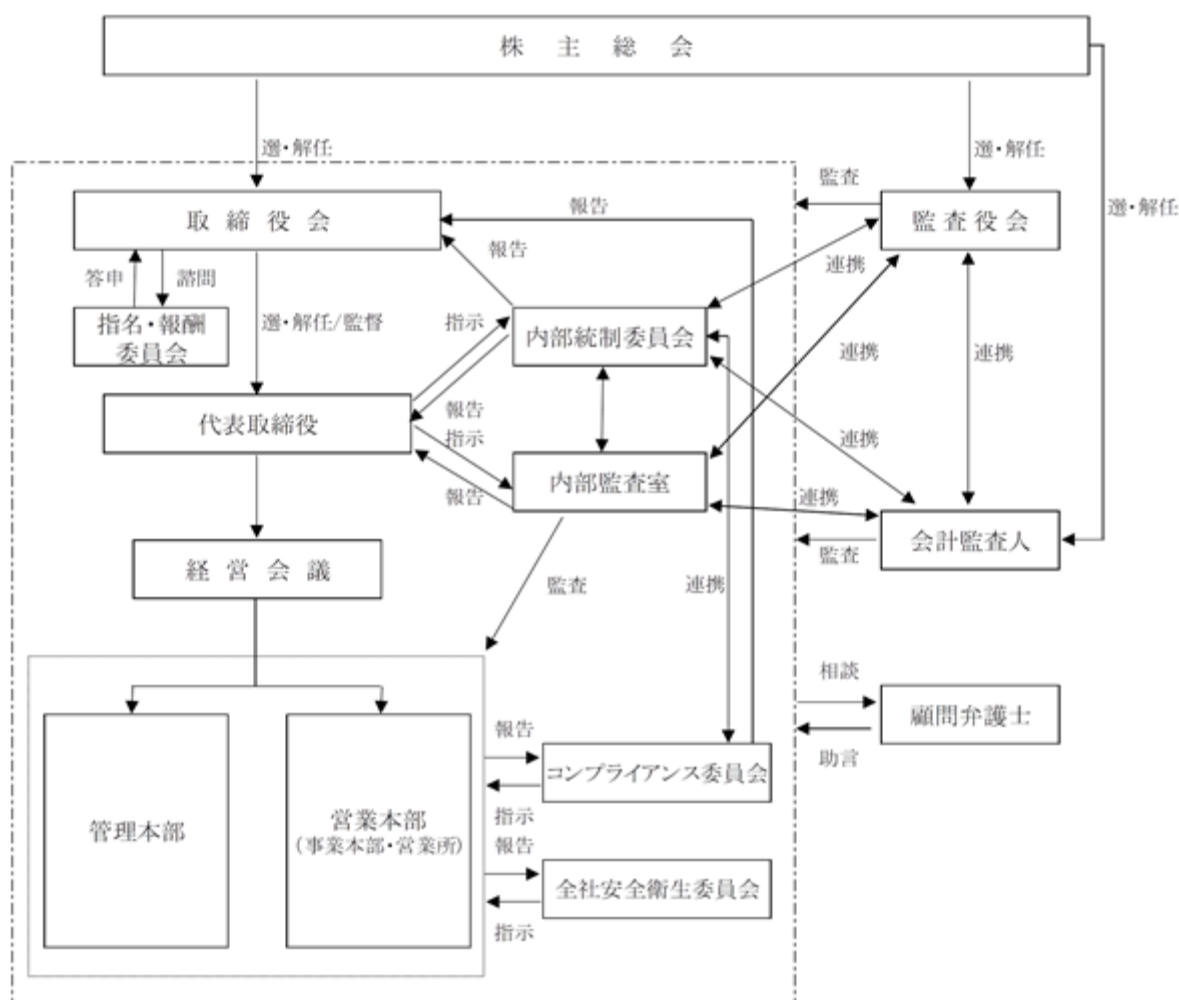 株主総会
選・解任
選・解任
選・解任
取締役会
報告
監査
監査役会
報告
連携
答申
諮問
指名・報酬
委員会
選・解任/監督
指示
内部統制委員会
連携
連携
代表取締役
報告
指示
連携
内部監査室
報告
連携
経営会議
監査
連携
監査
会計監査人
相談
顧問弁護士
助言
管理本部
営業本部
(事業本部・営業所)
報告
コンプライアンス委員会
指示
報告
全社安全衛生委員会
指示